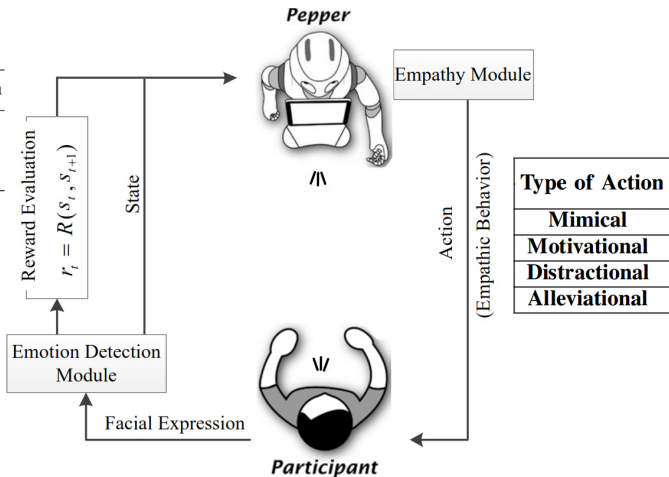 Pepper
Empathy Module
Reward Evaluation
r_t = R(s_t, s_{t+1})
State
Action
(Empathic Behavior)
Type of Action
Mimical
Motivational
Distractional
Alleviational
Emotion Detection
Module
Facial Expression
Participant